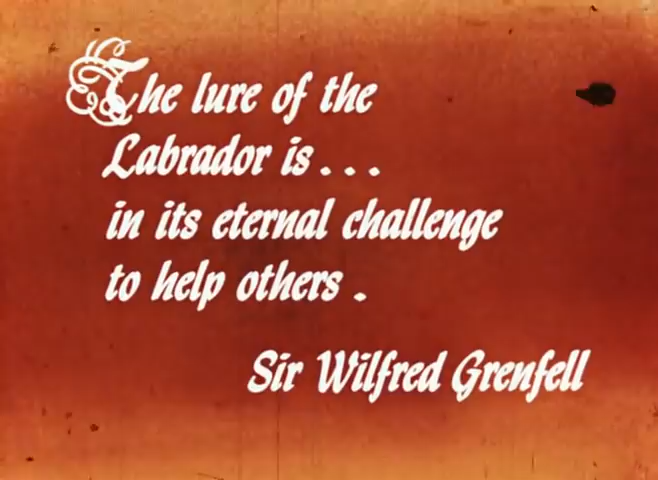 The lure of the
Labrador is...
in its eternal challenge
to help others.
Sir Wilfred Grenfell